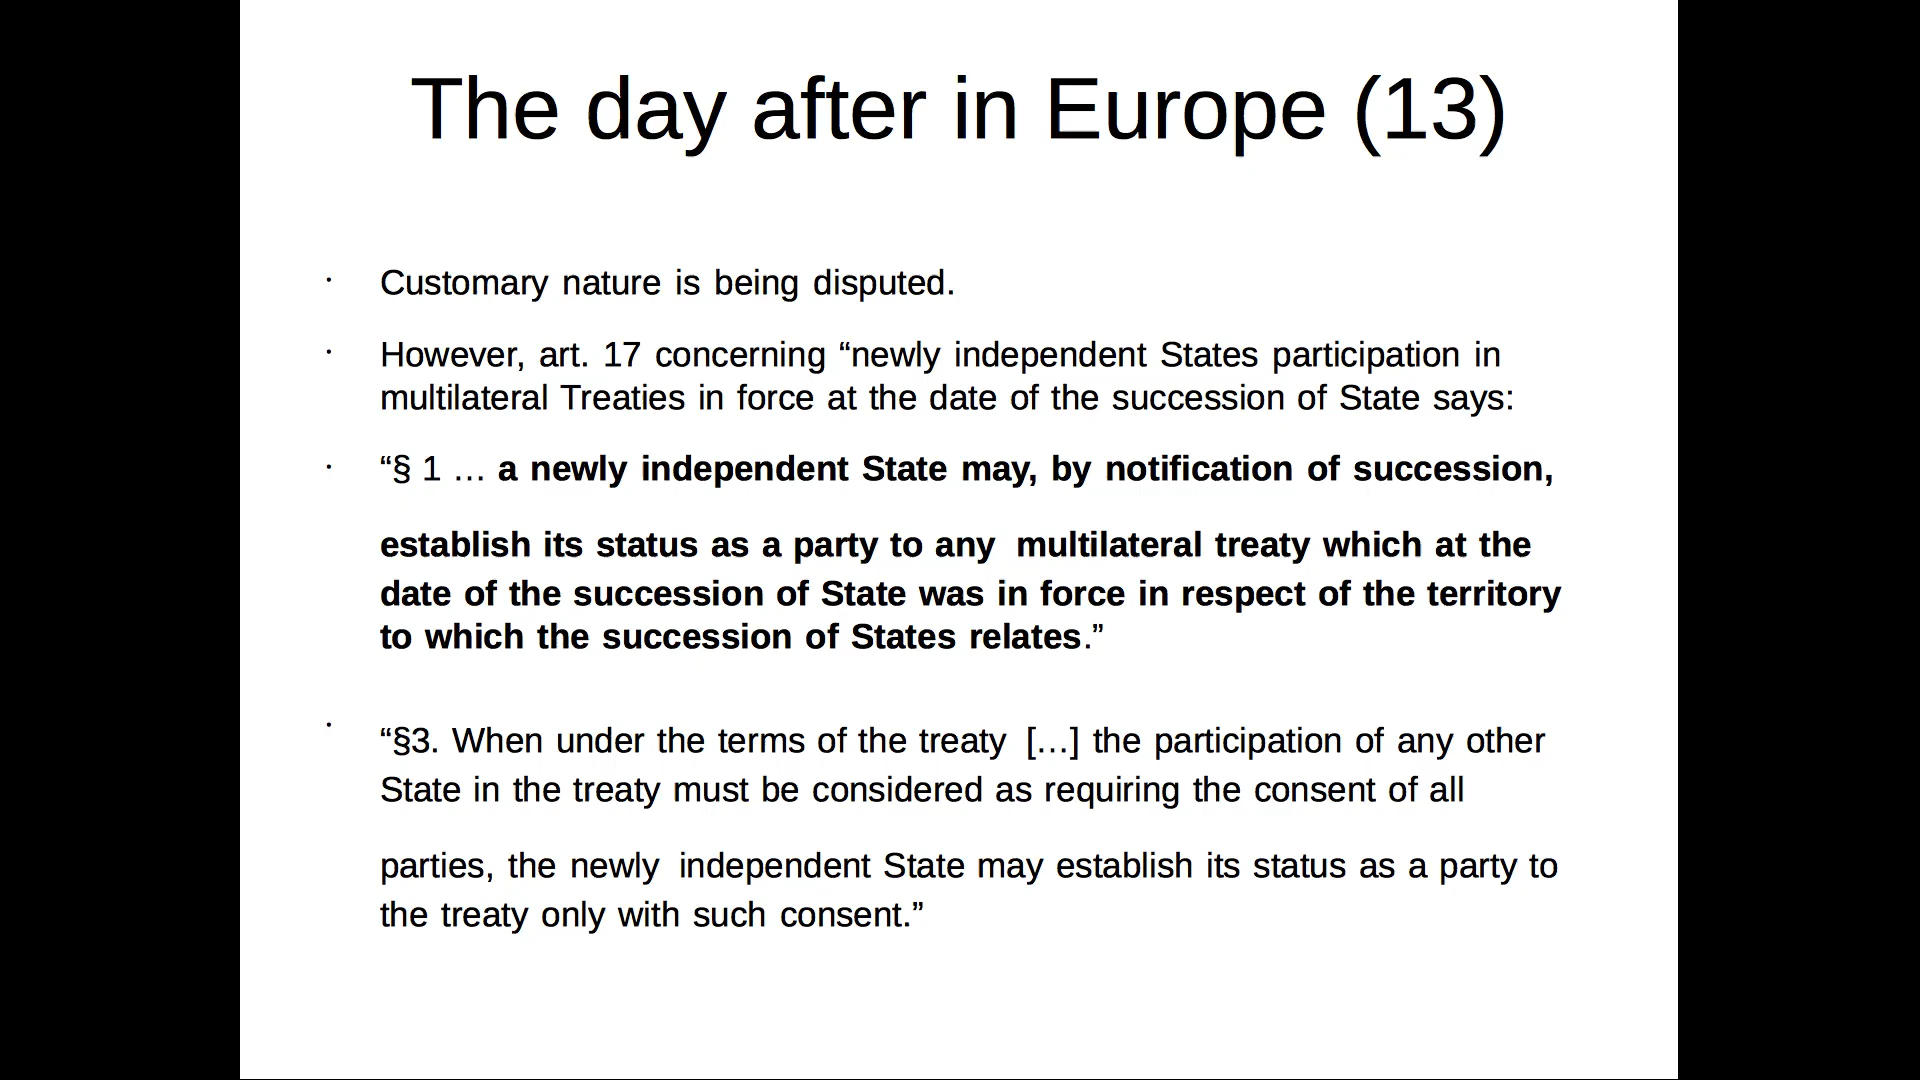 The day after in Europe (13)
· Customary nature is being disputed.
· However, art. 17 concerning “newly independent States participation in
multilateral Treaties in force at the date of the succession of State says:
· “§ 1 … a newly independent State may, by notification of succession,
establish its status as a party to any multilateral treaty which at the
date of the succession of State was in force in respect of the territory
to which the succession of States relates.”
· “§3. When under the terms of the treaty […] the participation of any other
State in the treaty must be considered as requiring the consent of all
parties, the newly independent State may establish its status as a party to
the treaty only with such consent.”